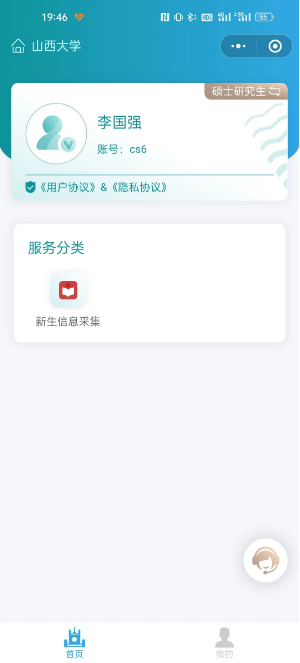 19:46
山西大学
硕士研究生
李国强
账号：cs6
《用户协议》&《隐私协议》
服务分类
新生信息采集
首页
我的